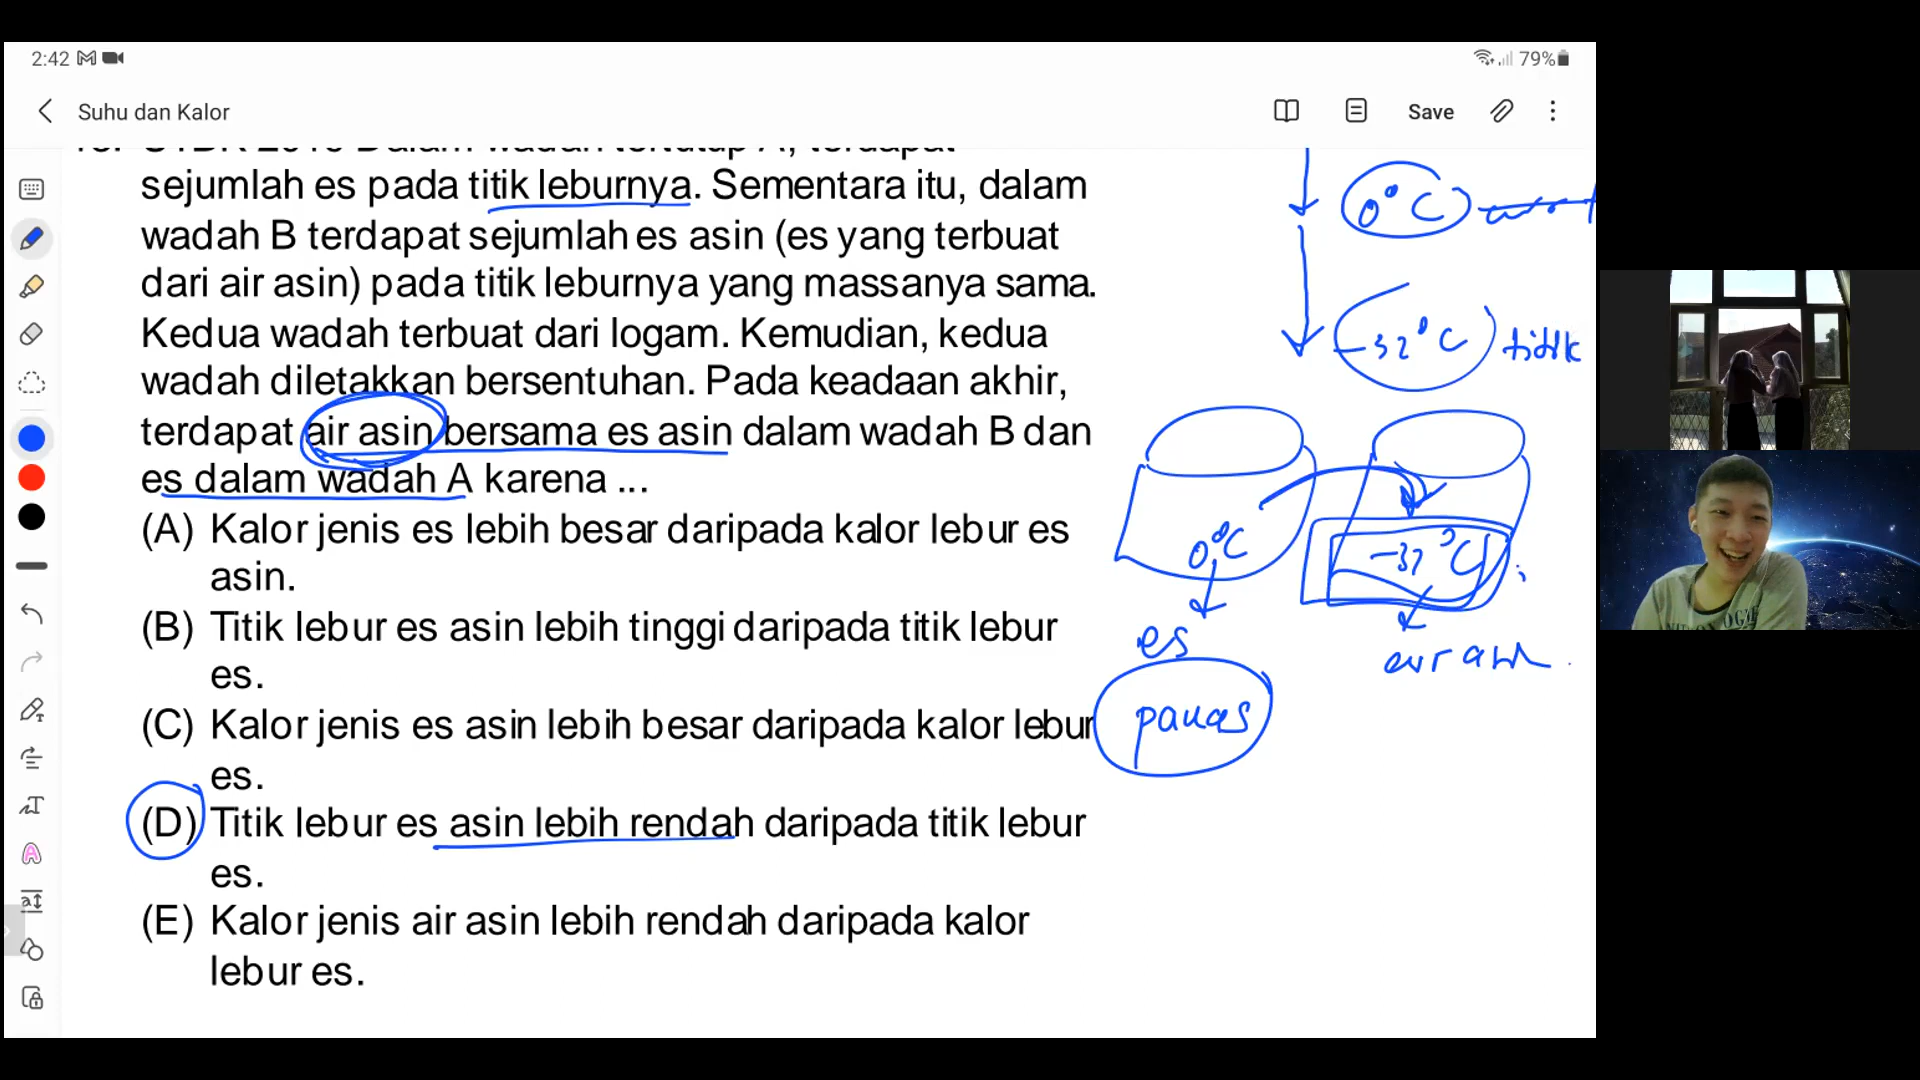 2:42
79%
Suhu dan Kalor
Save
sejumlah es pada titik leburnya. Sementara itu, dalam
wadah B terdapat sejumlah es asin (es yang terbuat
dari air asin) pada titik leburnya yang massanya sama.
Kedua wadah terbuat dari logam. Kemudian, kedua
wadah diletakkan bersentuhan. Pada keadaan akhir,
terdapat air asin bersama es asin dalam wadah B dan
es dalam wadah A karena ...
(A) Kalor jenis es lebih besar daripada kalor lebur es
asin.
(B) Titik lebur es asin lebih tinggi daripada titik lebur
es.
(C) Kalor jenis es asin lebih besar daripada kalor lebur
es.
(D) Titik lebur es asin lebih rendah daripada titik lebur
es.
(E) Kalor jenis air asin lebih rendah daripada kalor
lebur es.
0°C
-32°C titik
0°C
-32°C
es
air asin
panas